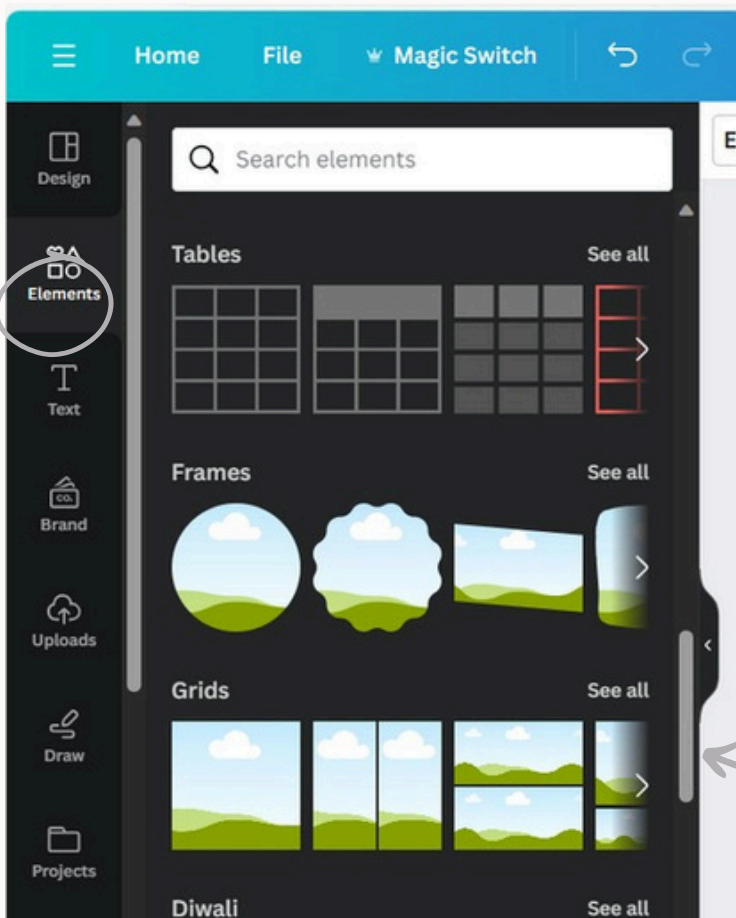 Home File Magic Switch
Design
Search elements
E
Elements
Tables See all
Text
Frames See all
Brand
CO.
Uploads
Grids See all
Draw
Projects
Diwali See all